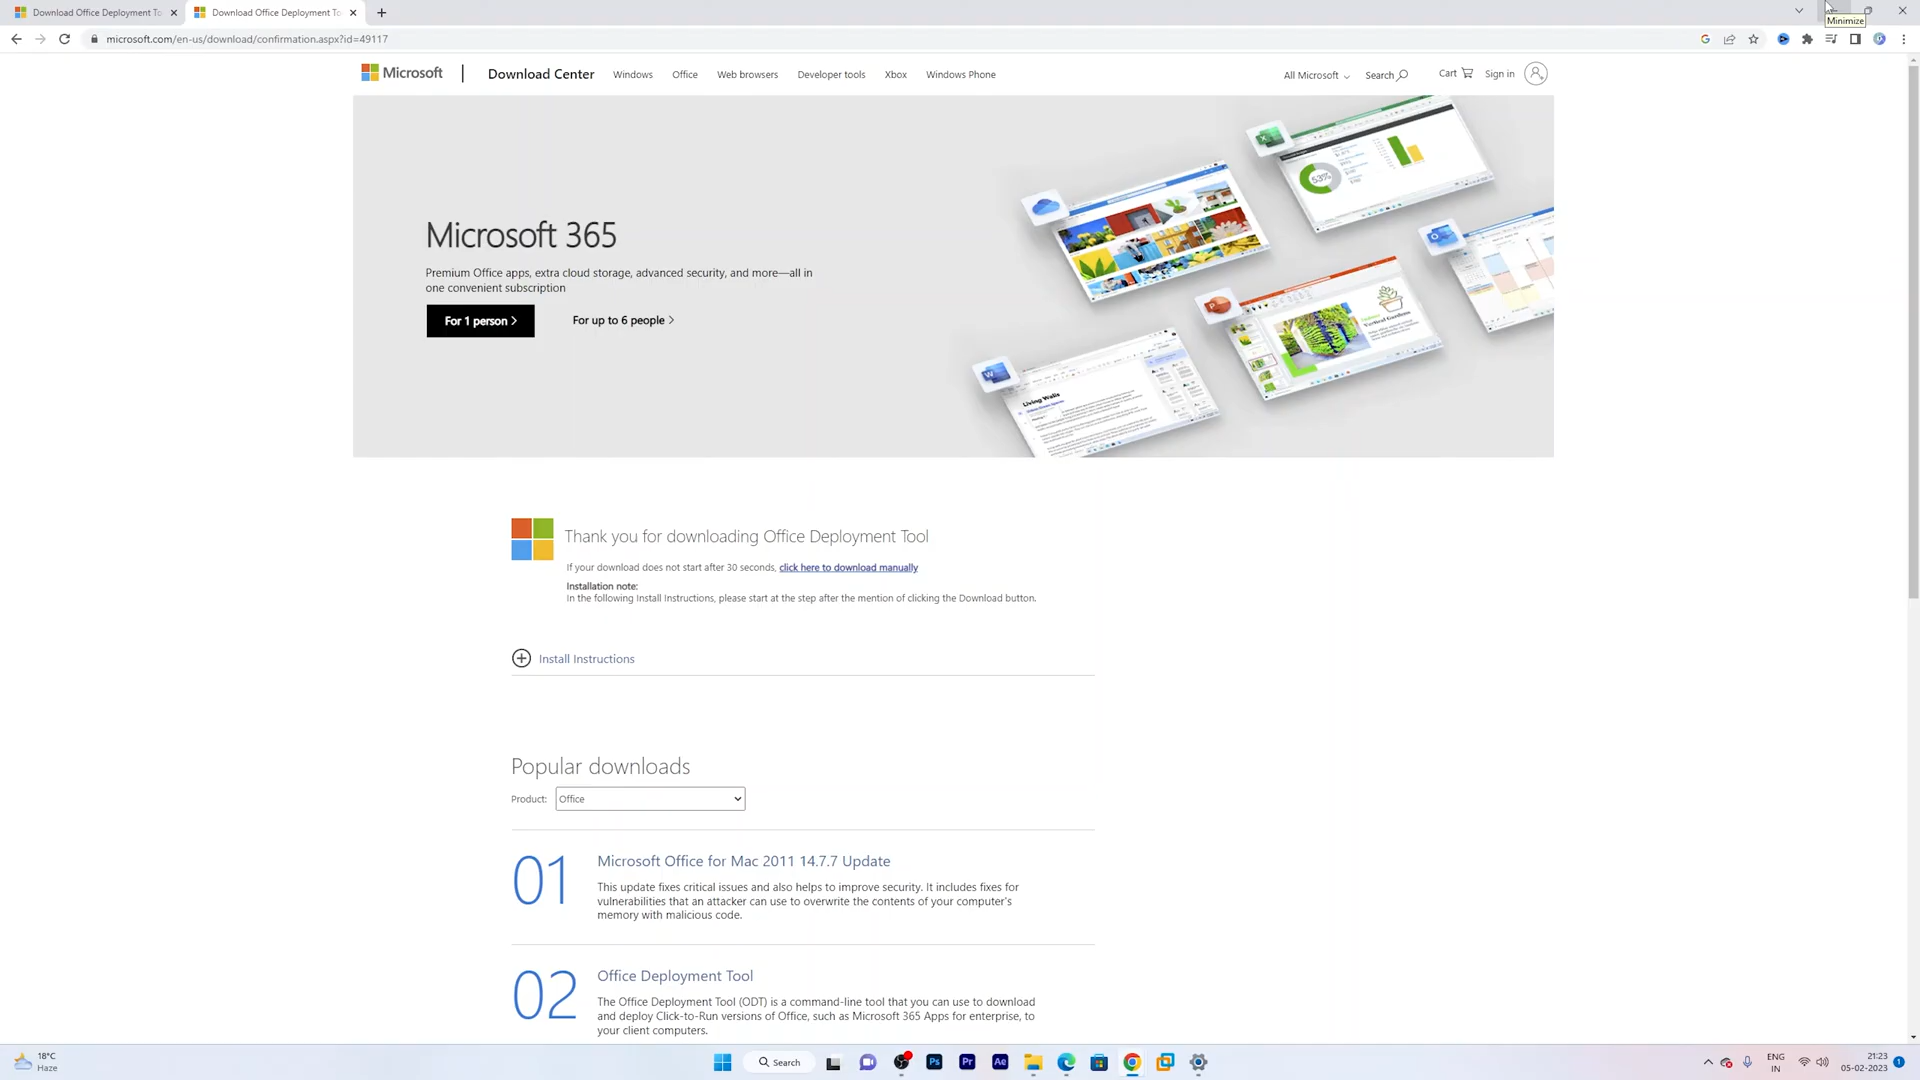 Download Office Deployment To
Download Office Deployment To
Minimize
microsoft.com/en-us/download/confirmation.aspx?id=49117
Microsoft
Download Center
Windows
Office
Web browsers
Developer tools
Xbox
Windows Phone
All Microsoft
Search
Cart
Sign in
Microsoft 365
Premium Office apps, extra cloud storage, advanced security, and more—all in
one convenient subscription
For 1 person
For up to 6 people
53%
Living Walls
Vertical Gardens
Thank you for downloading Office Deployment Tool
If your download does not start after 30 seconds, click here to download manually
Installation note:
In the following Install Instructions, please start at the step after the mention of clicking the Download button.
Install Instructions
Popular downloads
Product: Office
01
Microsoft Office for Mac 2011 14.7.7 Update
This update fixes critical issues and also helps to improve security. It includes fixes for
vulnerabilities that an attacker can use to overwrite the contents of your computer's
memory with malicious code.
02
Office Deployment Tool
The Office Deployment Tool (ODT) is a command-line tool that you can use to download
and deploy Click-to-Run versions of Office, such as Microsoft 365 Apps for enterprise, to
your client computers.
18°C
Haze
Search
Ps
Pr
Ae
ENG
IN
21:23
05-02-2023
1